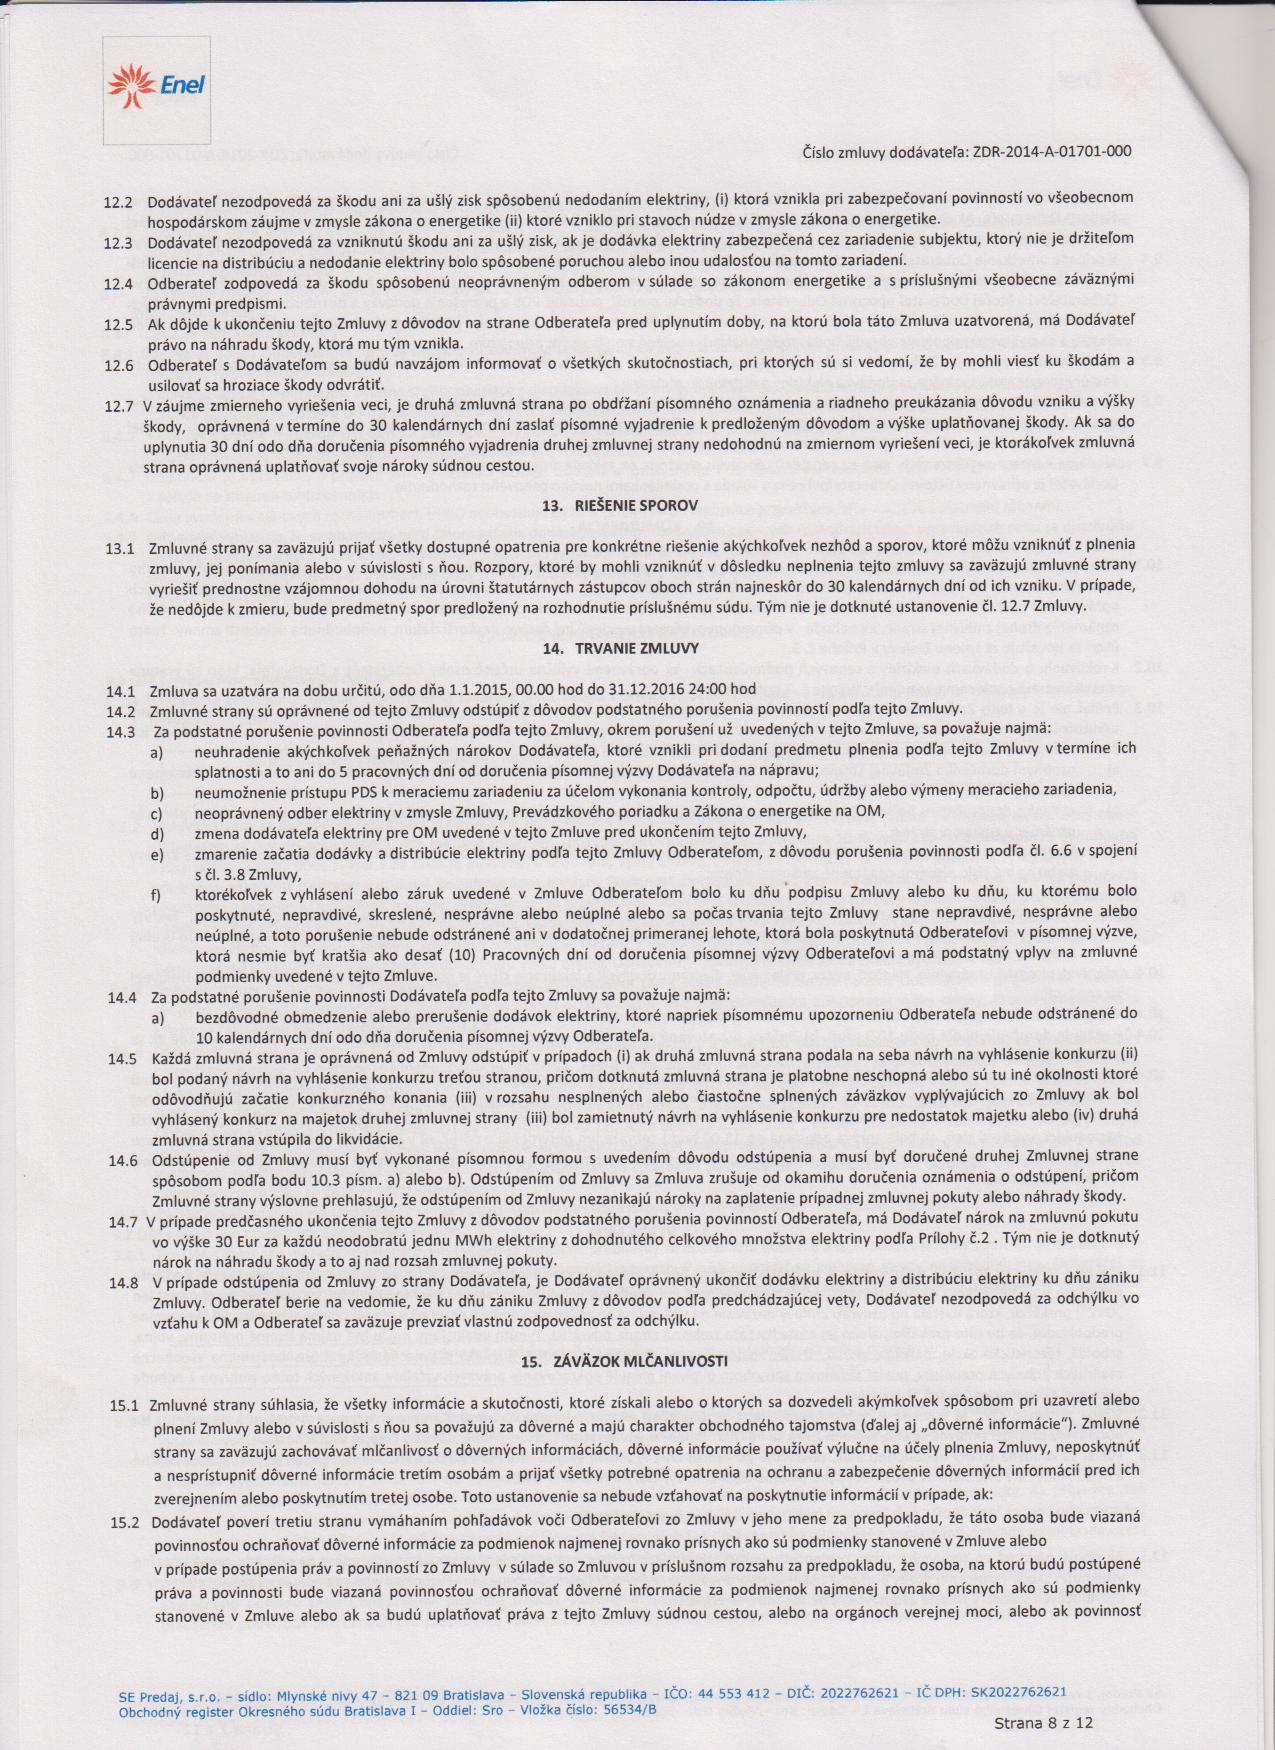 Enel
Číslo zmluvy dodávateľa: ZDR-2014-A-01701-000
12.2 Dodávateľ nezodpovedá za škodu ani za ušlý zisk spôsobenú nedodaním elektriny, (i) ktorá vznikla pri zabezpečovaní povinností vo všeobecnom
hospodárskom záujme v zmysle zákona o energetike (ii) ktoré vzniklo pri stavoch núdze v zmysle zákona o energetike.
12.3 Dodávateľ nezodpovedá za vzniknutú škodu ani za ušlý zisk, ak je dodávka elektriny zabezpečená cez zariadenie subjektu, ktorý nie je držiteľom
licencie na distribúciu a nedodanie elektriny bolo spôsobené poruchou alebo inou udalosťou na tomto zariadení.
12.4 Odberateľ zodpovedá za škodu spôsobenú neoprávneným odberom v súlade so zákonom energetike a s príslušnými všeobecne záväznými
právnymi predpismi.
12.5 Ak dôjde k ukončeniu tejto Zmluvy z dôvodov na strane Odberateľa pred uplynutím doby, na ktorú bola táto Zmluva uzatvorená, má Dodávateľ
právo na náhradu škody, ktorá mu tým vznikla.
12.6 Odberateľ s Dodávateľom sa budú navzájom informovať o všetkých skutočnostiach, pri ktorých sú si vedomí, že by mohli viesť ku škodám a
usilovať sa hroziace škody odvrátiť.
12.7 V záujme zmierneho vyriešenia veci, je druhá zmluvná strana po obdŕžaní písomného oznámenia a riadneho preukázania dôvodu vzniku a výšky
škody, oprávnená v termíne do 30 kalendárnych dní zaslať písomné vyjadrenie k predloženým dôvodom a výške uplatňovanej škody. Ak sa do
uplynutia 30 dní odo dňa doručenia písomného vyjadrenia druhej zmluvnej strany nedohodnú na zmiernom vyriešení veci, je ktorákoľvek zmluvná
strana oprávnená uplatňovať svoje nároky súdnou cestou.
13. RIEŠENIE SPOROV
13.1 Zmluvné strany sa zaväzujú prijať všetky dostupné opatrenia pre konkrétne riešenie akýchkoľvek nezhôd a sporov, ktoré môžu vzniknúť z plnenia
zmluvy, jej ponímania alebo v súvislosti s ňou. Rozpory, ktoré by mohli vzniknúť v dôsledku neplnenia tejto zmluvy sa zaväzujú zmluvné strany
vyriešiť prednostne vzájomnou dohodu na úrovni štatutárnych zástupcov oboch strán najneskôr do 30 kalendárnych dní od ich vzniku. V prípade,
že nedôjde k zmieru, bude predmetný spor predložený na rozhodnutie príslušnému súdu. Tým nie je dotknuté ustanovenie čl. 12.7 Zmluvy.
14. TRVANIE ZMLUVY
14.1 Zmluva sa uzatvára na dobu určitú, odo dňa 1.1.2015, 00.00 hod do 31.12.2016 24:00 hod
14.2 Zmluvné strany sú oprávnené od tejto Zmluvy odstúpiť z dôvodov podstatného porušenia povinností podľa tejto Zmluvy.
14.3 Za podstatné porušenie povinnosti Odberateľa podľa tejto Zmluvy, okrem porušení už uvedených v tejto Zmluve, sa považuje najmä:
a) neuhradenie akýchkoľvek peňažných nárokov Dodávateľa, ktoré vznikli pri dodaní predmetu plnenia podľa tejto Zmluvy v termíne ich
splatnosti a to ani do 5 pracovných dní od doručenia písomnej výzvy Dodávateľa na nápravu;
b) neumožnenie prístupu PDS k meraciemu zariadeniu za účelom vykonania kontroly, odpočtu, údržby alebo výmeny meracieho zariadenia,
c) neoprávnený odber elektriny v zmysle Zmluvy, Prevádzkového poriadku a Zákona o energetike na OM,
d) zmena dodávateľa elektriny pre OM uvedené v tejto Zmluve pred ukončením tejto Zmluvy,
e) zmarenie začatia dodávky a distribúcie elektriny podľa tejto Zmluvy Odberateľom, z dôvodu porušenia povinnosti podľa čl. 6.6 v spojení
s čl. 3.8 Zmluvy,
f) ktorékoľvek z vyhlásení alebo záruk uvedené v Zmluve Odberateľom bolo ku dňu podpisu Zmluvy alebo ku dňu, ku ktorému bolo
poskytnuté, nepravdivé, skreslené, nesprávne alebo neúplné alebo sa počas trvania tejto Zmluvy stane nepravdivé, nesprávne alebo
neúplné, a toto porušenie nebude odstránené ani v dodatočnej primeranej lehote, ktorá bola poskytnutá Odberateľovi v písomnej výzve,
ktorá nesmie byť kratšia ako desať (10) Pracovných dní od doručenia písomnej výzvy Odberateľovi a má podstatný vplyv na zmluvné
podmienky uvedené v tejto Zmluve.
14.4 Za podstatné porušenie povinnosti Dodávateľa podľa tejto Zmluvy sa považuje najmä:
a) bezdôvodné obmedzenie alebo prerušenie dodávok elektriny, ktoré napriek písomnému upozorneniu Odberateľa nebude odstránené do
10 kalendárnych dní odo dňa doručenia písomnej výzvy Odberateľa.
14.5 Každá zmluvná strana je oprávnená od Zmluvy odstúpiť v prípadoch (i) ak druhá zmluvná strana podala na seba návrh na vyhlásenie konkurzu (ii)
bol podaný návrh na vyhlásenie konkurzu treťou stranou, pričom dotknutá zmluvná strana je platobne neschopná alebo sú tu iné okolnosti ktoré
odôvodňujú začatie konkurzného konania (iii) v rozsahu nesplnených alebo čiastočne splnených záväzkov vyplývajúcich zo Zmluvy ak bol
vyhlásený konkurz na majetok druhej zmluvnej strany (iii) bol zamietnutý návrh na vyhlásenie konkurzu pre nedostatok majetku alebo (iv) druhá
zmluvná strana vstúpila do likvidácie.
14.6 Odstúpenie od Zmluvy musí byť vykonané písomnou formou s uvedením dôvodu odstúpenia a musí byť doručené druhej Zmluvnej strane
spôsobom podľa bodu 10.3 písm. a) alebo b). Odstúpením od Zmluvy sa Zmluva zrušuje od okamihu doručenia oznámenia o odstúpení, pričom
Zmluvné strany výslovne prehlasujú, že odstúpením od Zmluvy nezanikajú nároky na zaplatenie prípadnej zmluvnej pokuty alebo náhrady škody.
14.7 V prípade predčasného ukončenia tejto Zmluvy z dôvodov podstatného porušenia povinností Odberateľa, má Dodávateľ nárok na zmluvnú pokutu
vo výške 30 Eur za každú neodobratú jednu MWh elektriny z dohodnutého celkového množstva elektriny podľa Prílohy č.2 . Tým nie je dotknutý
nárok na náhradu škody a to aj nad rozsah zmluvnej pokuty.
14.8 V prípade odstúpenia od Zmluvy zo strany Dodávateľa, je Dodávateľ oprávnený ukončiť dodávku elektriny a distribúciu elektriny ku dňu zániku
Zmluvy. Odberateľ berie na vedomie, že ku dňu zániku Zmluvy z dôvodov podľa predchádzajúcej vety, Dodávateľ nezodpovedá za odchýlku vo
vzťahu k OM a Odberateľ sa zaväzuje prevziať vlastnú zodpovednosť za odchýlku.
15. ZÁVÄZOK MLČANLIVOSTI
15.1 Zmluvné strany súhlasia, že všetky informácie a skutočnosti, ktoré získali alebo o ktorých sa dozvedeli akýmkoľvek spôsobom pri uzavretí alebo
plnení Zmluvy alebo v súvislosti s ňou sa považujú za dôverné a majú charakter obchodného tajomstva (ďalej aj „dôverné informácie“). Zmluvné
strany sa zaväzujú zachovávať mlčanlivosť o dôverných informáciách, dôverné informácie používať výlučne na účely plnenia Zmluvy, neposkytnúť
a nesprístupniť dôverné informácie tretím osobám a prijať všetky potrebné opatrenia na ochranu a zabezpečenie dôverných informácií pred ich
zverejnením alebo poskytnutím tretej osobe. Toto ustanovenie sa nebude vzťahovať na poskytnutie informácií v prípade, ak:
15.2 Dodávateľ poverí tretiu stranu vymáhaním pohľadávok voči Odberateľovi zo Zmluvy v jeho mene za predpokladu, že táto osoba bude viazaná
povinnosťou ochraňovať dôverné informácie za podmienok najmenej rovnako prísnych ako sú podmienky stanovené v Zmluve alebo
v prípade postúpenia práv a povinností zo Zmluvy v súlade so Zmluvou v príslušnom rozsahu za predpokladu, že osoba, na ktorú budú postúpené
práva a povinnosti bude viazaná povinnosťou ochraňovať dôverné informácie za podmienok najmenej rovnako prísnych ako sú podmienky
stanovené v Zmluve alebo ak sa budú uplatňovať práva z tejto Zmluvy súdnou cestou, alebo na orgánoch verejnej moci, alebo ak povinnosť
SE Predaj, s.r.o. – sídlo: Mlynské nivy 47 – 821 09 Bratislava – Slovenská republika – IČO: 44 553 412 – DIČ: 2022762621 – IČ DPH: SK2022762621
Obchodný register Okresného súdu Bratislava I – Oddiel: Sro – Vložka číslo: 56534/B
Strana 8 z 12